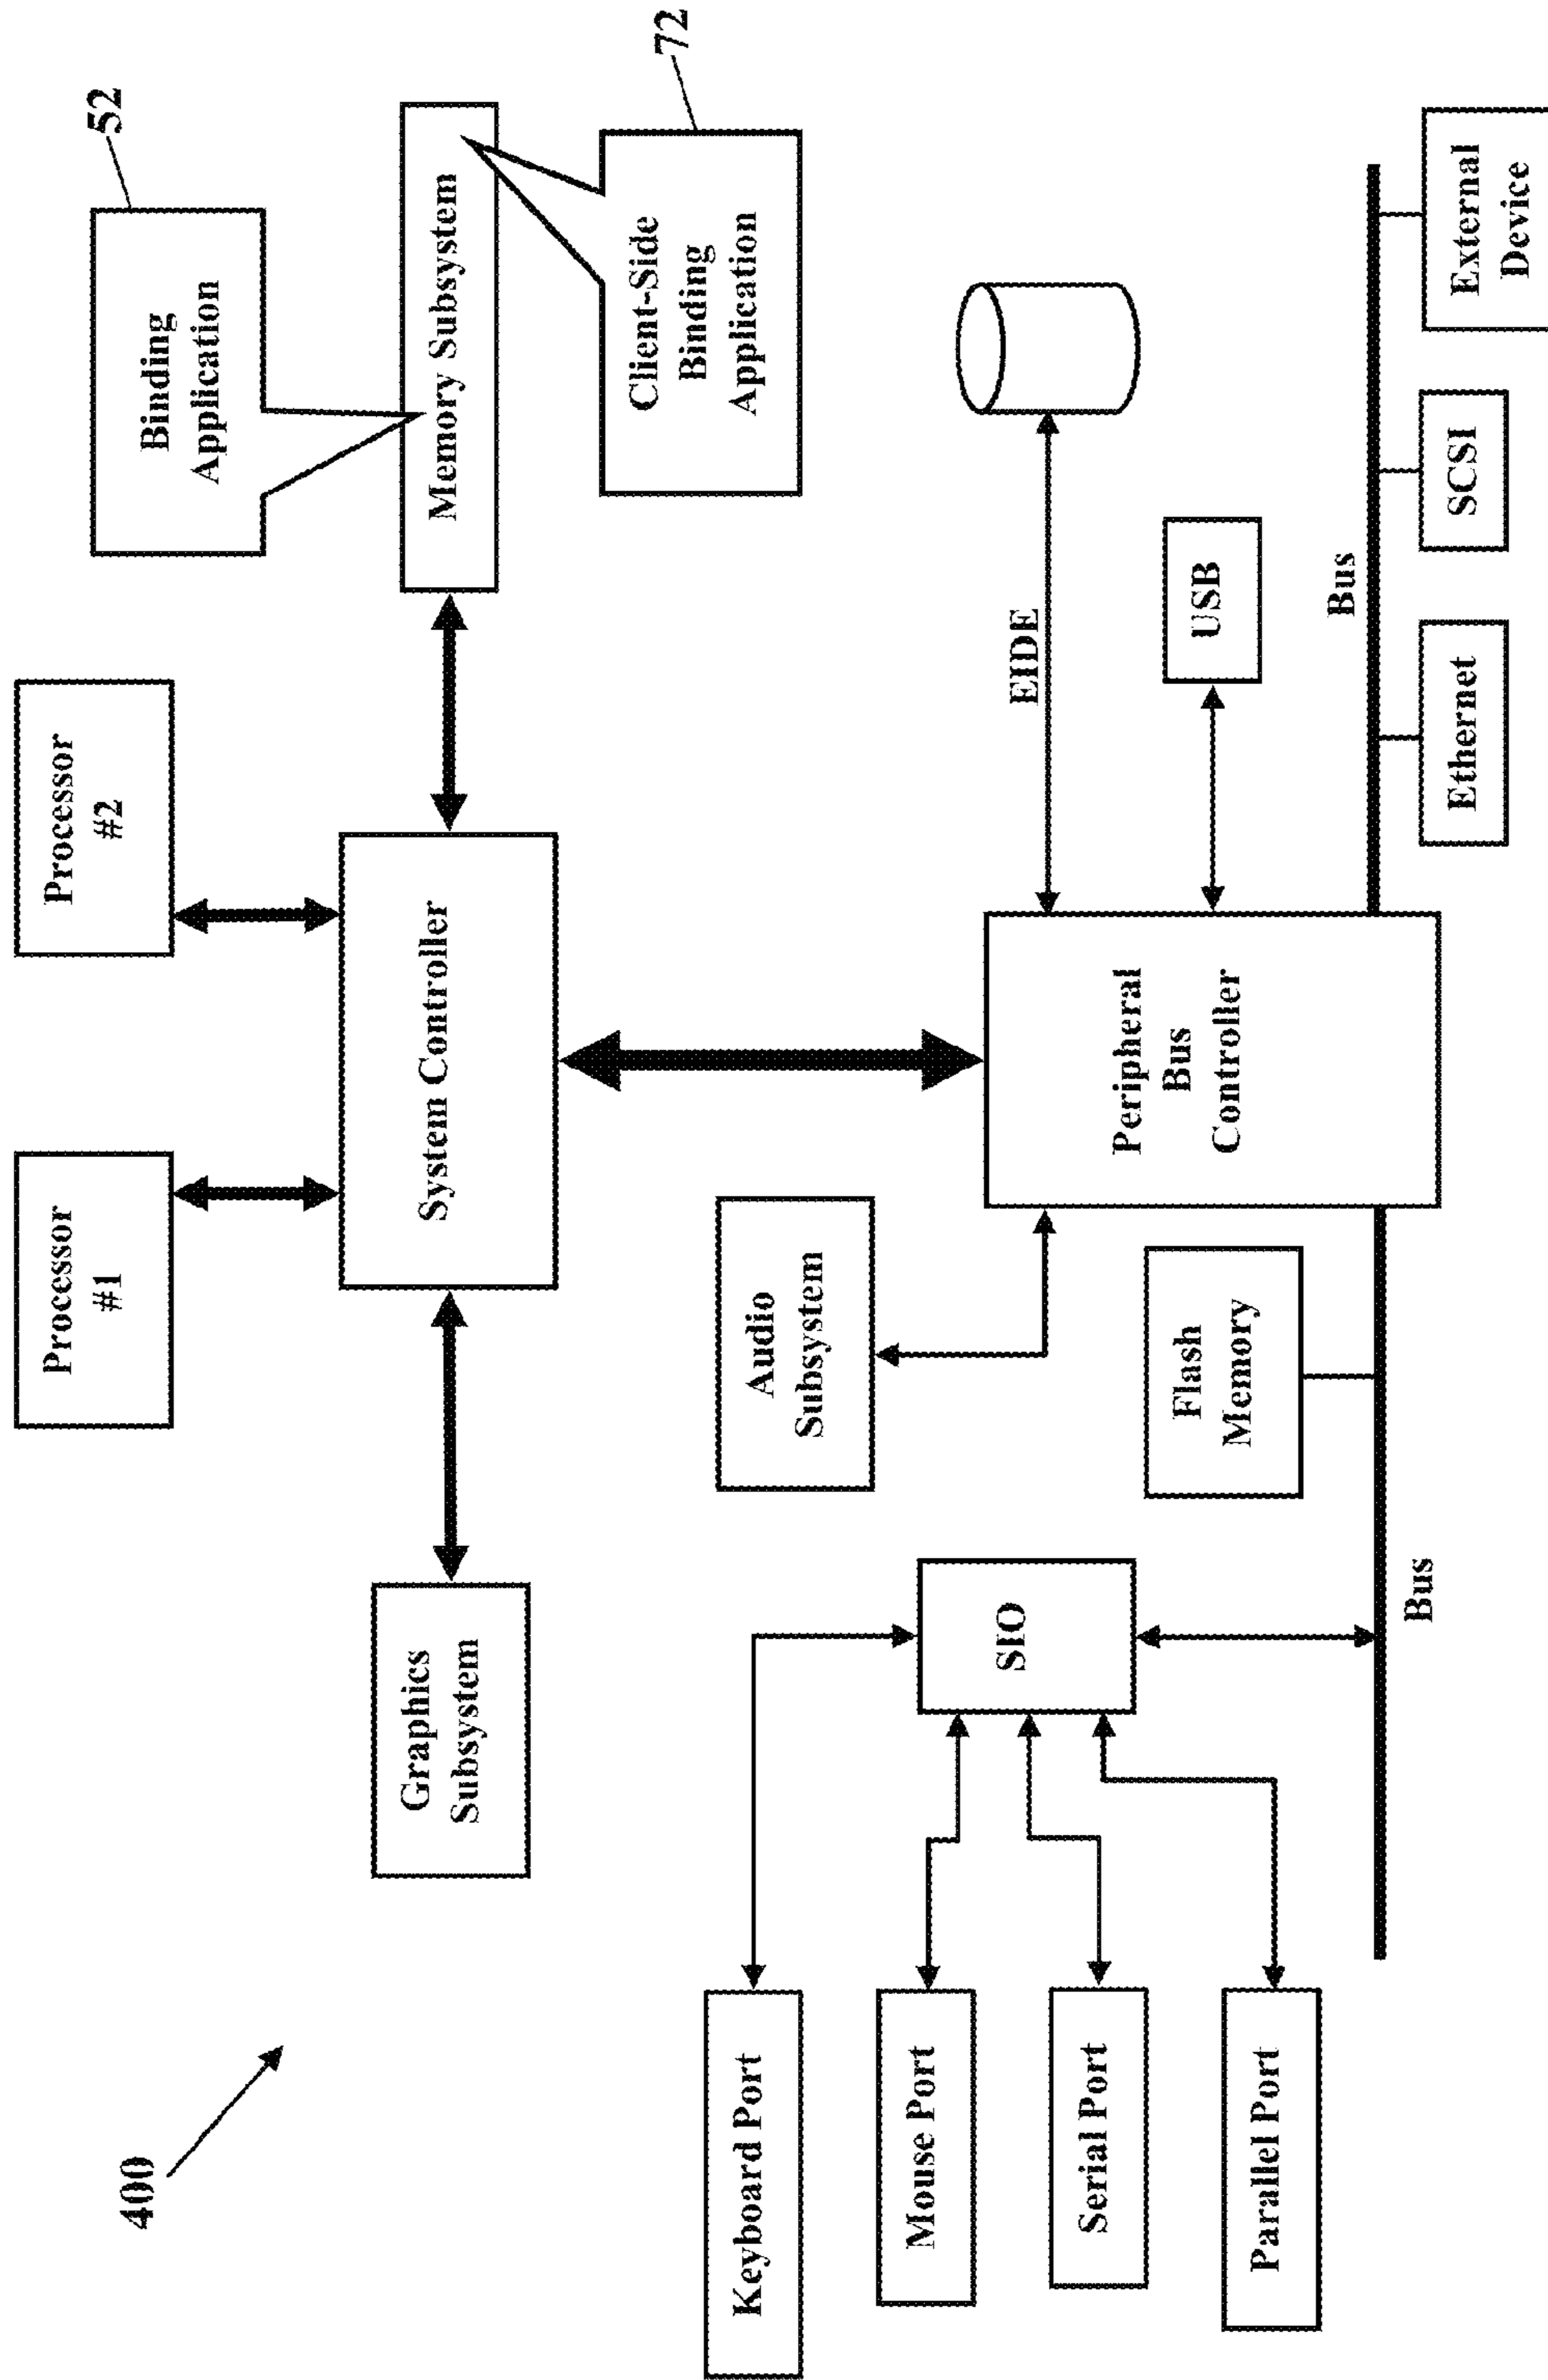 400
Processor
#1
Processor
#2
Binding
Application
52
Graphics
Subsystem
System Controller
Memory Subsystem
Client-Side
Binding
Application
72
Keyboard Port
Mouse Port
Serial Port
Parallel Port
SIO
Audio
Subsystem
Flash
Memory
Peripheral
Bus
Controller
EIDE
USB
Bus
Bus
Ethernet
SCSI
External
Device